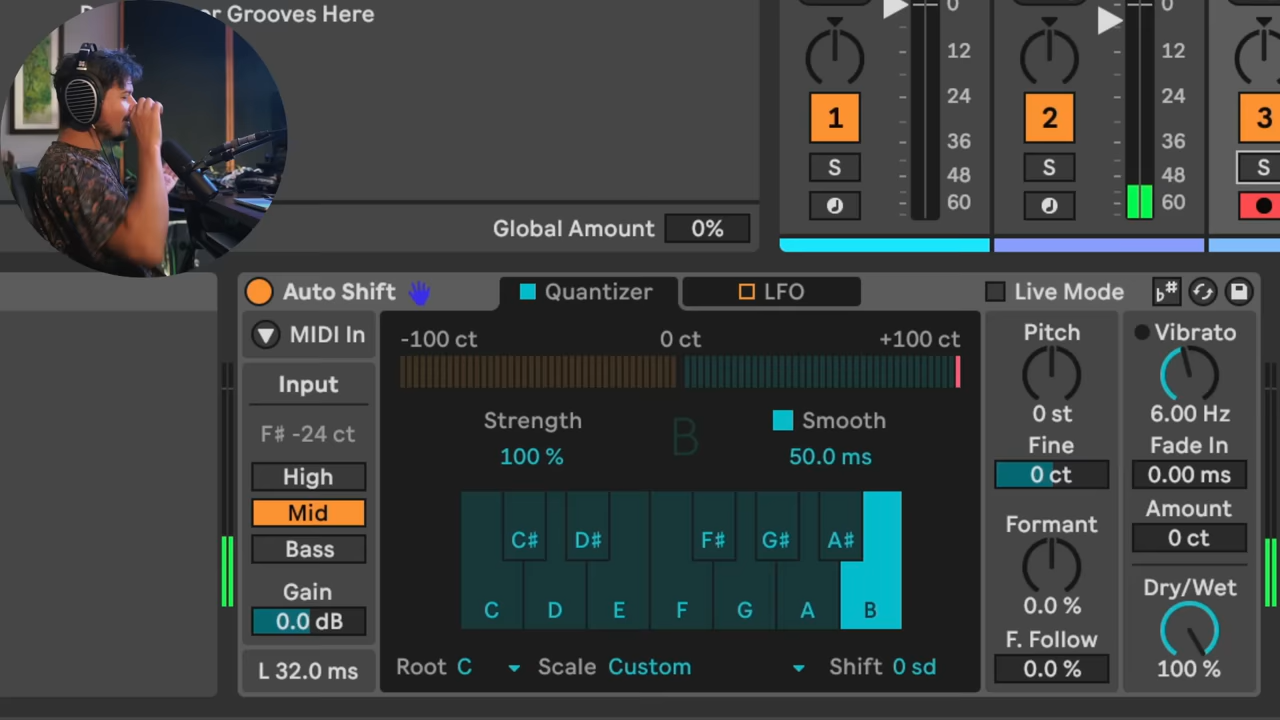 Grooves Here
0
0
12
12
24
24
36
36
48
48
60
60
1
2
3
S
S
S
Global Amount 0%
Auto Shift
Quantizer
LFO
Live Mode
b#
MIDI In
Input
F# -24 ct
High
Mid
Bass
Gain
0.0 dB
L 32.0 ms
-100 ct 0 ct +100 ct
Strength
100 %
B
Smooth
50.0 ms
C# D# F# G# A#
C D E F G A B
Root C Scale Custom Shift 0 sd
Pitch
0 st
Fine
0 ct
Formant
0.0 %
F. Follow
0.0 %
Vibrato
6.00 Hz
Fade In
0.00 ms
Amount
0 ct
Dry/Wet
100 %